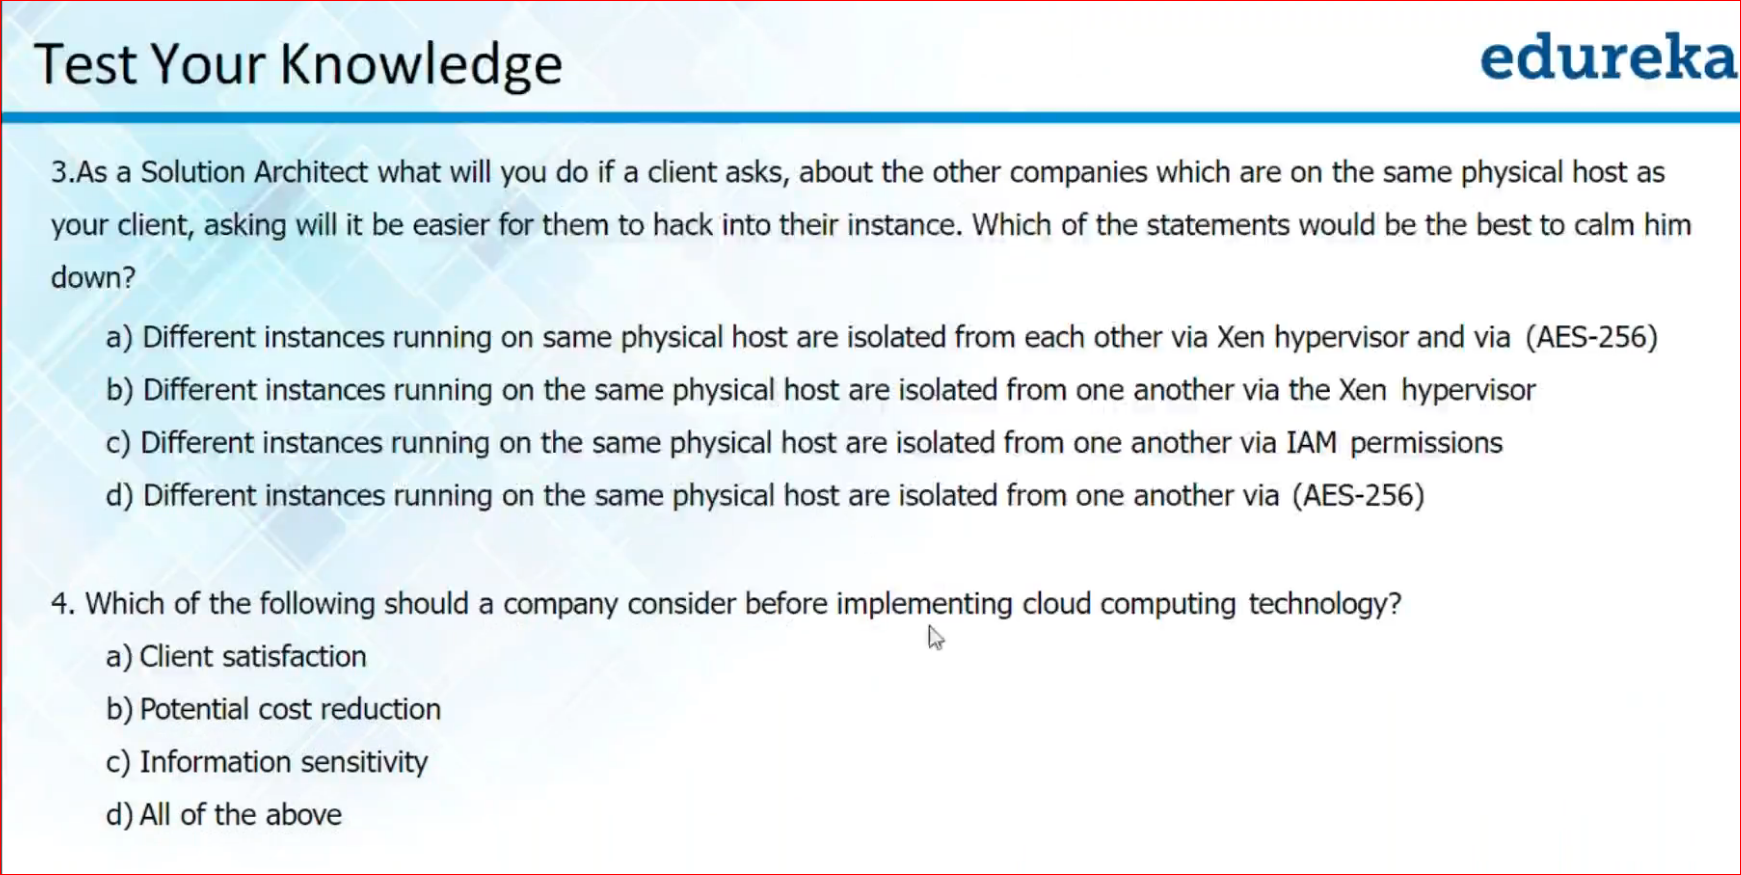 Test Your Knowledge
edureka
3.As a Solution Architect what will you do if a client asks, about the other companies which are on the same physical host as
your client, asking will it be easier for them to hack into their instance. Which of the statements would be the best to calm him
down?
a) Different instances running on same physical host are isolated from each other via Xen hypervisor and via (AES-256)
b) Different instances running on the same physical host are isolated from one another via the Xen hypervisor
c) Different instances running on the same physical host are isolated from one another via IAM permissions
d) Different instances running on the same physical host are isolated from one another via (AES-256)
4. Which of the following should a company consider before implementing cloud computing technology?
a) Client satisfaction
b) Potential cost reduction
c) Information sensitivity
d) All of the above